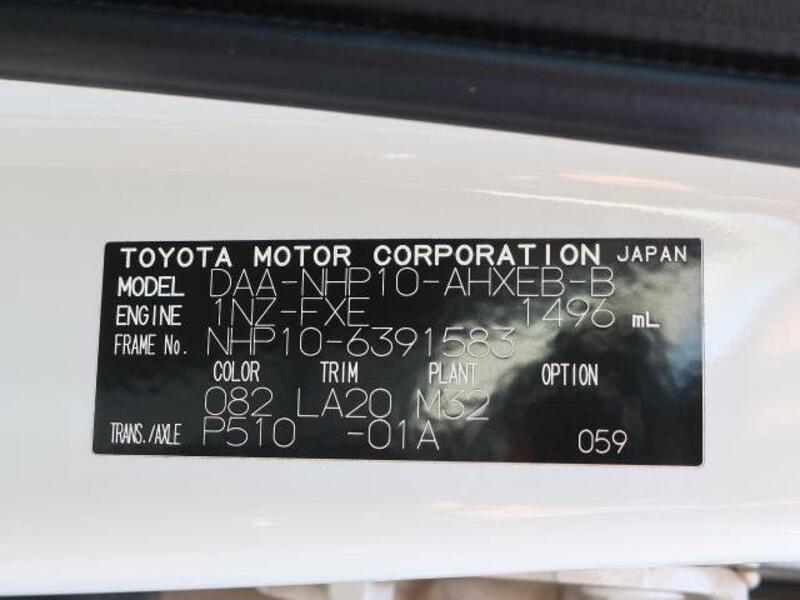 TOYOTA MOTOR CORPORATION JAPAN
MODEL DAA-NHP10-AHXEB-B
ENGINE 1NZ-FXE 1496 mL
FRAME No. NHP10-6391583
COLOR TRIM PLANT OPTION
082 LA20 M32
TRANS./AXLE P510 -01A 059